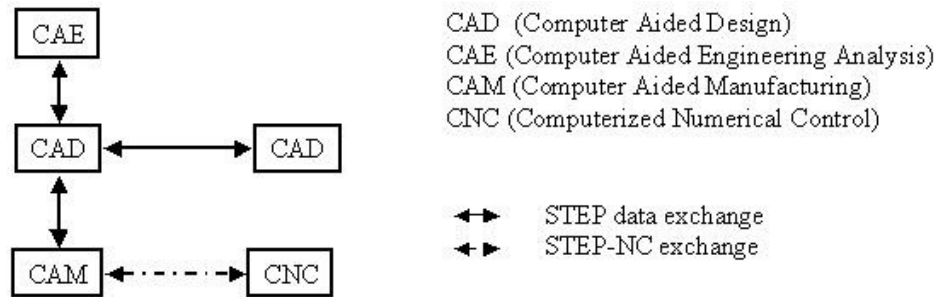 CAE
CAD
CAD
CAM
CNC
CAD (Computer Aided Design)
CAE (Computer Aided Engineering Analysis)
CAM (Computer Aided Manufacturing)
CNC (Computerized Numerical Control)
STEP data exchange
STEP-NC exchange